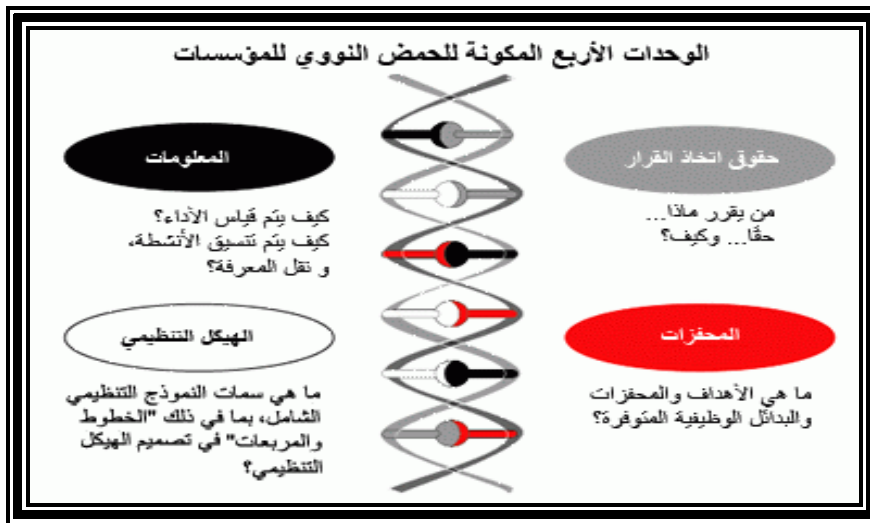 الوحدات الأربع المكونة للحمض النووي للمؤسسات
حقوق اتخاذ القرار
من يقرر ماذا...
حقًا... وكيف؟
المعلومات
كيف يتم قياس الأداء؟
كيف يتم تنسيق الأنشطة،
و نقل المعرفة؟
المحفزات
ما هي الأهداف والمحفزات
والبدائل الوظيفية المتوفرة؟
الهيكل التنظيمي
ما هي سمات النموذج التنظيمي
الشامل، بما في ذلك "الخطوط
والمربعات" في تصميم الهيكل
التنظيمي؟